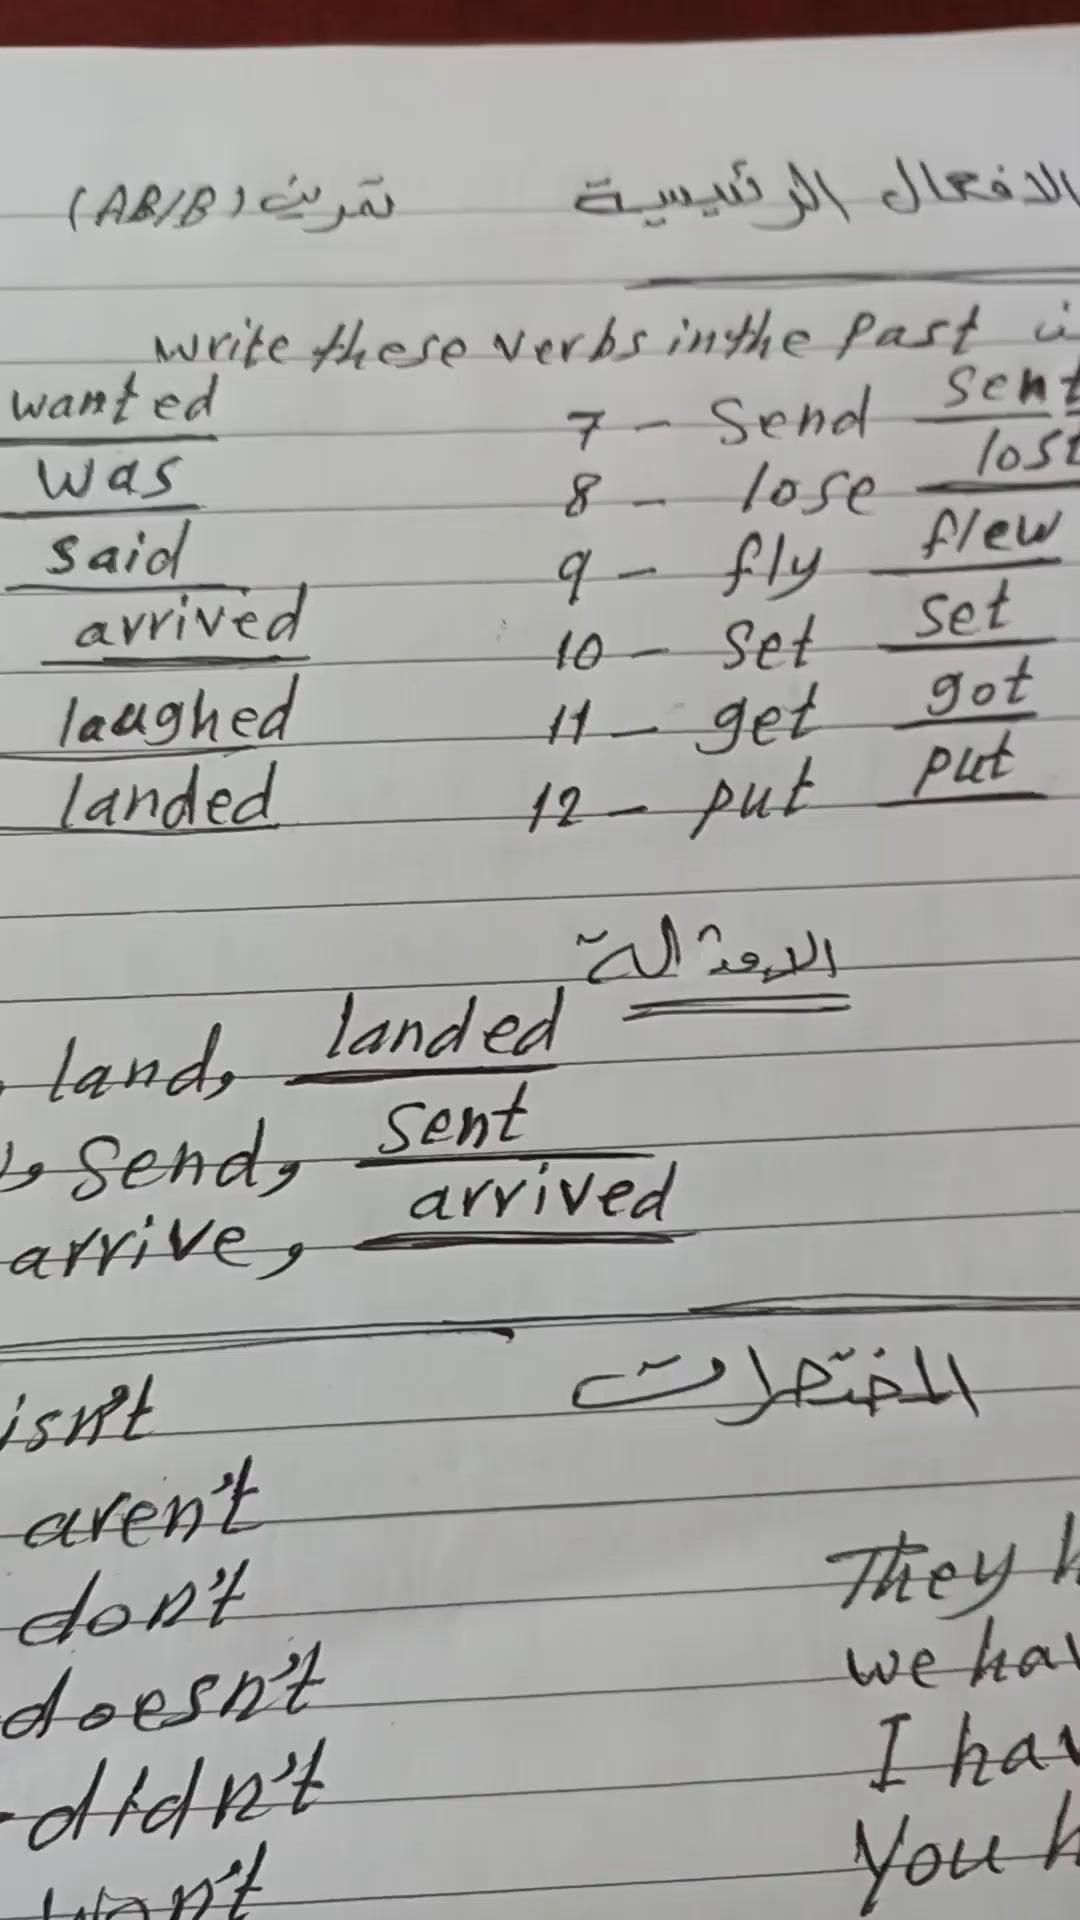 الافعال الرئيسية تمرين (AB/B)
write these verbs in the past
wanted 7 - Send sent
was 8 - lose lost
said 9 - fly flew
arrived 10 - Set set
laughed 11 - get got
landed 12 - put put
الامثالة
land, landed
Send, sent
arrive, arrived
المختصرات
isn't
aren't
don't They
doesn't we
didn't I
won't You